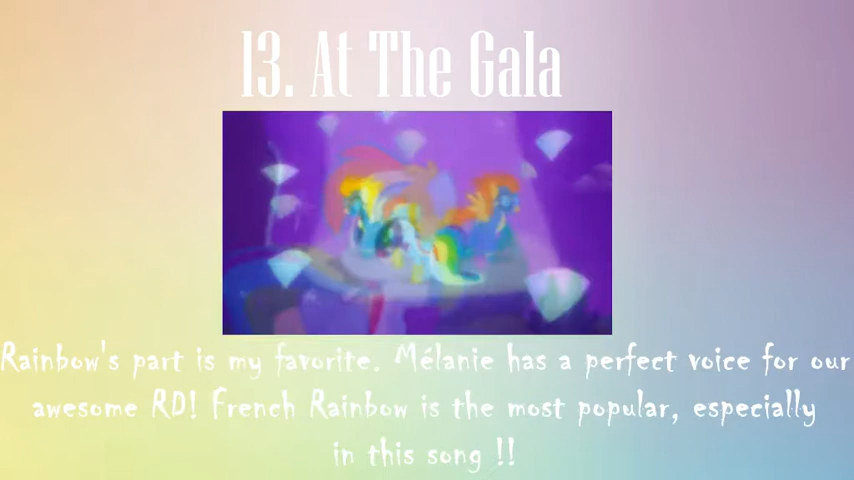 13. At The Gala
Rainbow's part is my favorite. Mélanie has a perfect voice for our
awesome RD! French Rainbow is the most popular, especially
in this song !!